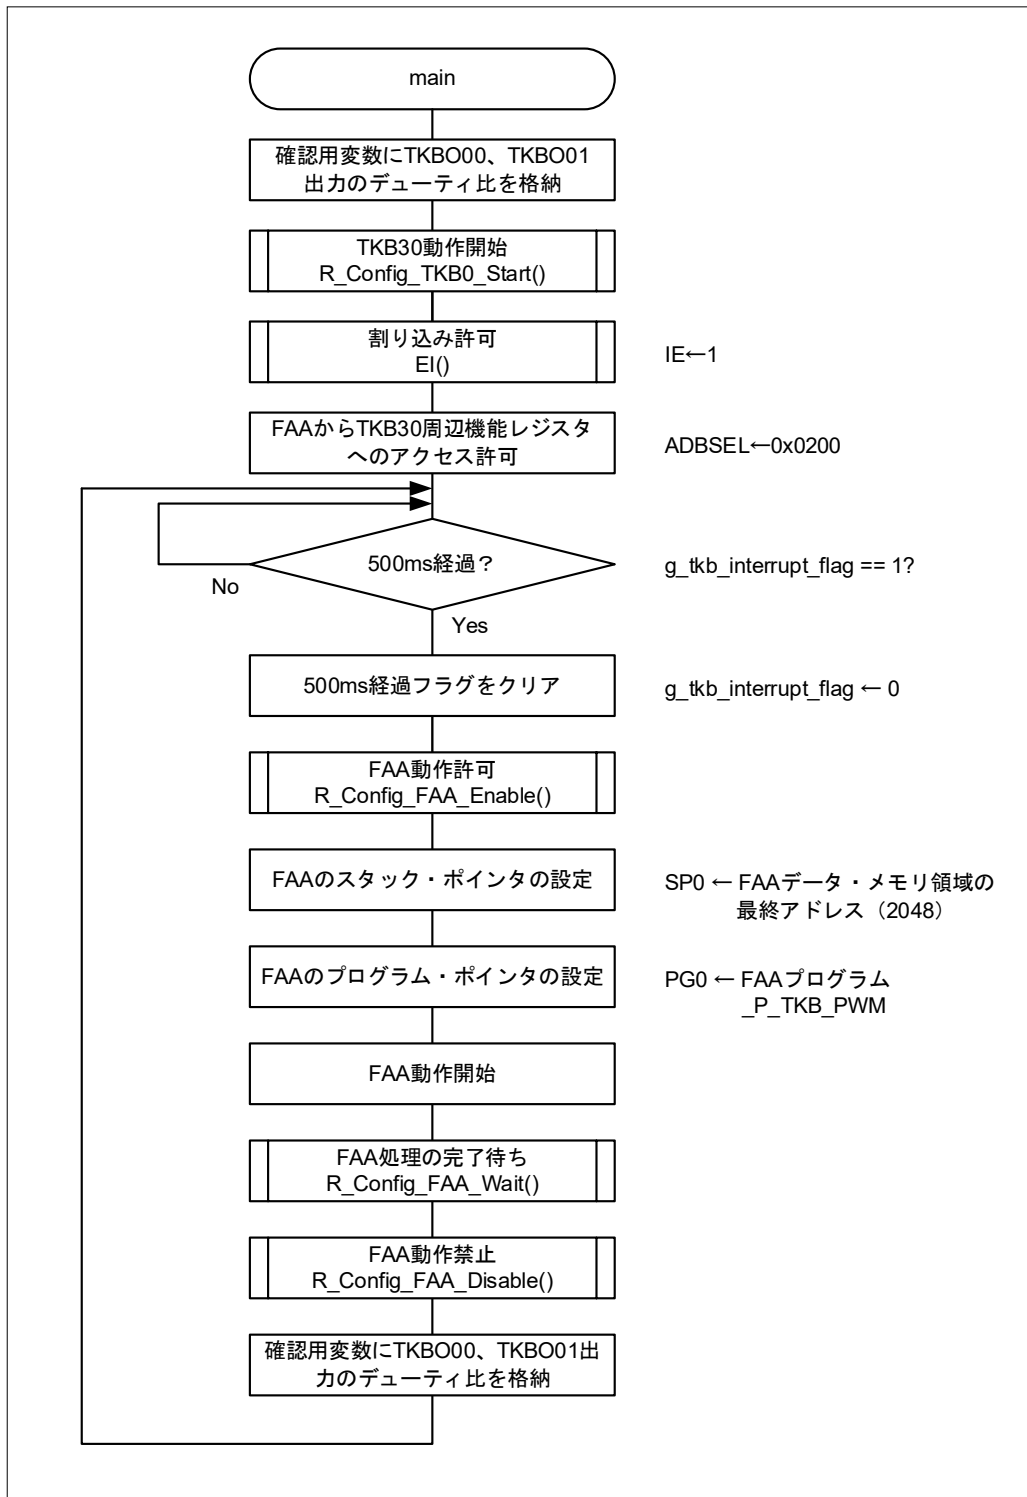 main
確認用変数にTKBO00、TKBO01
出力のデューティ比を格納
TKB30動作開始
R_Config_TKB0_Start()
割り込み許可
EI()
IE←1
FAAからTKB30周辺機能レジスタ
へのアクセス許可
ADBSEL←0x0200
500ms経過？
g_tkb_interrupt_flag == 1?
No
Yes
500ms経過フラグをクリア
g_tkb_interrupt_flag ← 0
FAA動作許可
R_Config_FAA_Enable()
FAAのスタック・ポインタの設定
SP0 ← FAAデータ・メモリ領域の
最終アドレス（2048）
FAAのプログラム・ポインタの設定
PG0 ← FAAプログラム
_P_TKB_PWM
FAA動作開始
FAA処理の完了待ち
R_Config_FAA_Wait()
FAA動作禁止
R_Config_FAA_Disable()
確認用変数にTKBO00、TKBO01出
力のデューティ比を格納